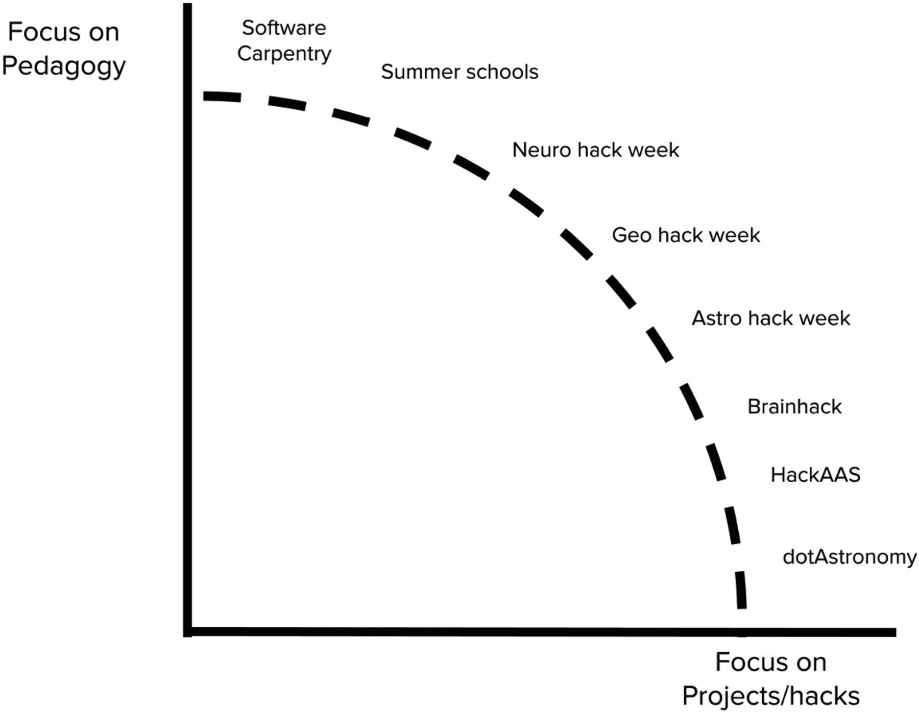 Focus on
Pedagogy
Software
Carpentry
Summer schools
Neuro hack week
Geo hack week
Astro hack week
Brainhack
HackAAS
dotAstronomy
Focus on
Projects/hacks